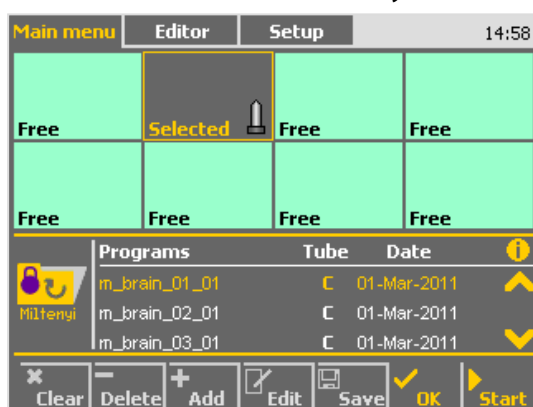 Main menu Editor Setup 14:58
Free Selected Free Free
Free Free Free Free
Programs Tube Date i
m_brain_01_01 C 01-Mar-2011
Miltenyi m_brain_02_01 C 01-Mar-2011
m_brain_03_01 C 01-Mar-2011
Clear Delete Add Edit Save OK Start